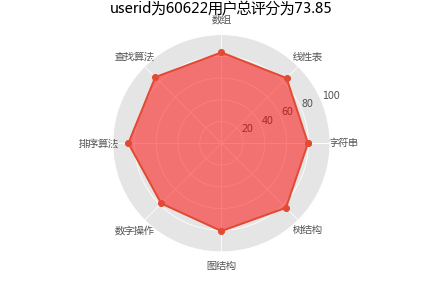 userid为60622用户总评分为73.85
数组
查找算法
线性表
100
80
60
40
20
排序算法
字符串
数字操作
树结构
图结构